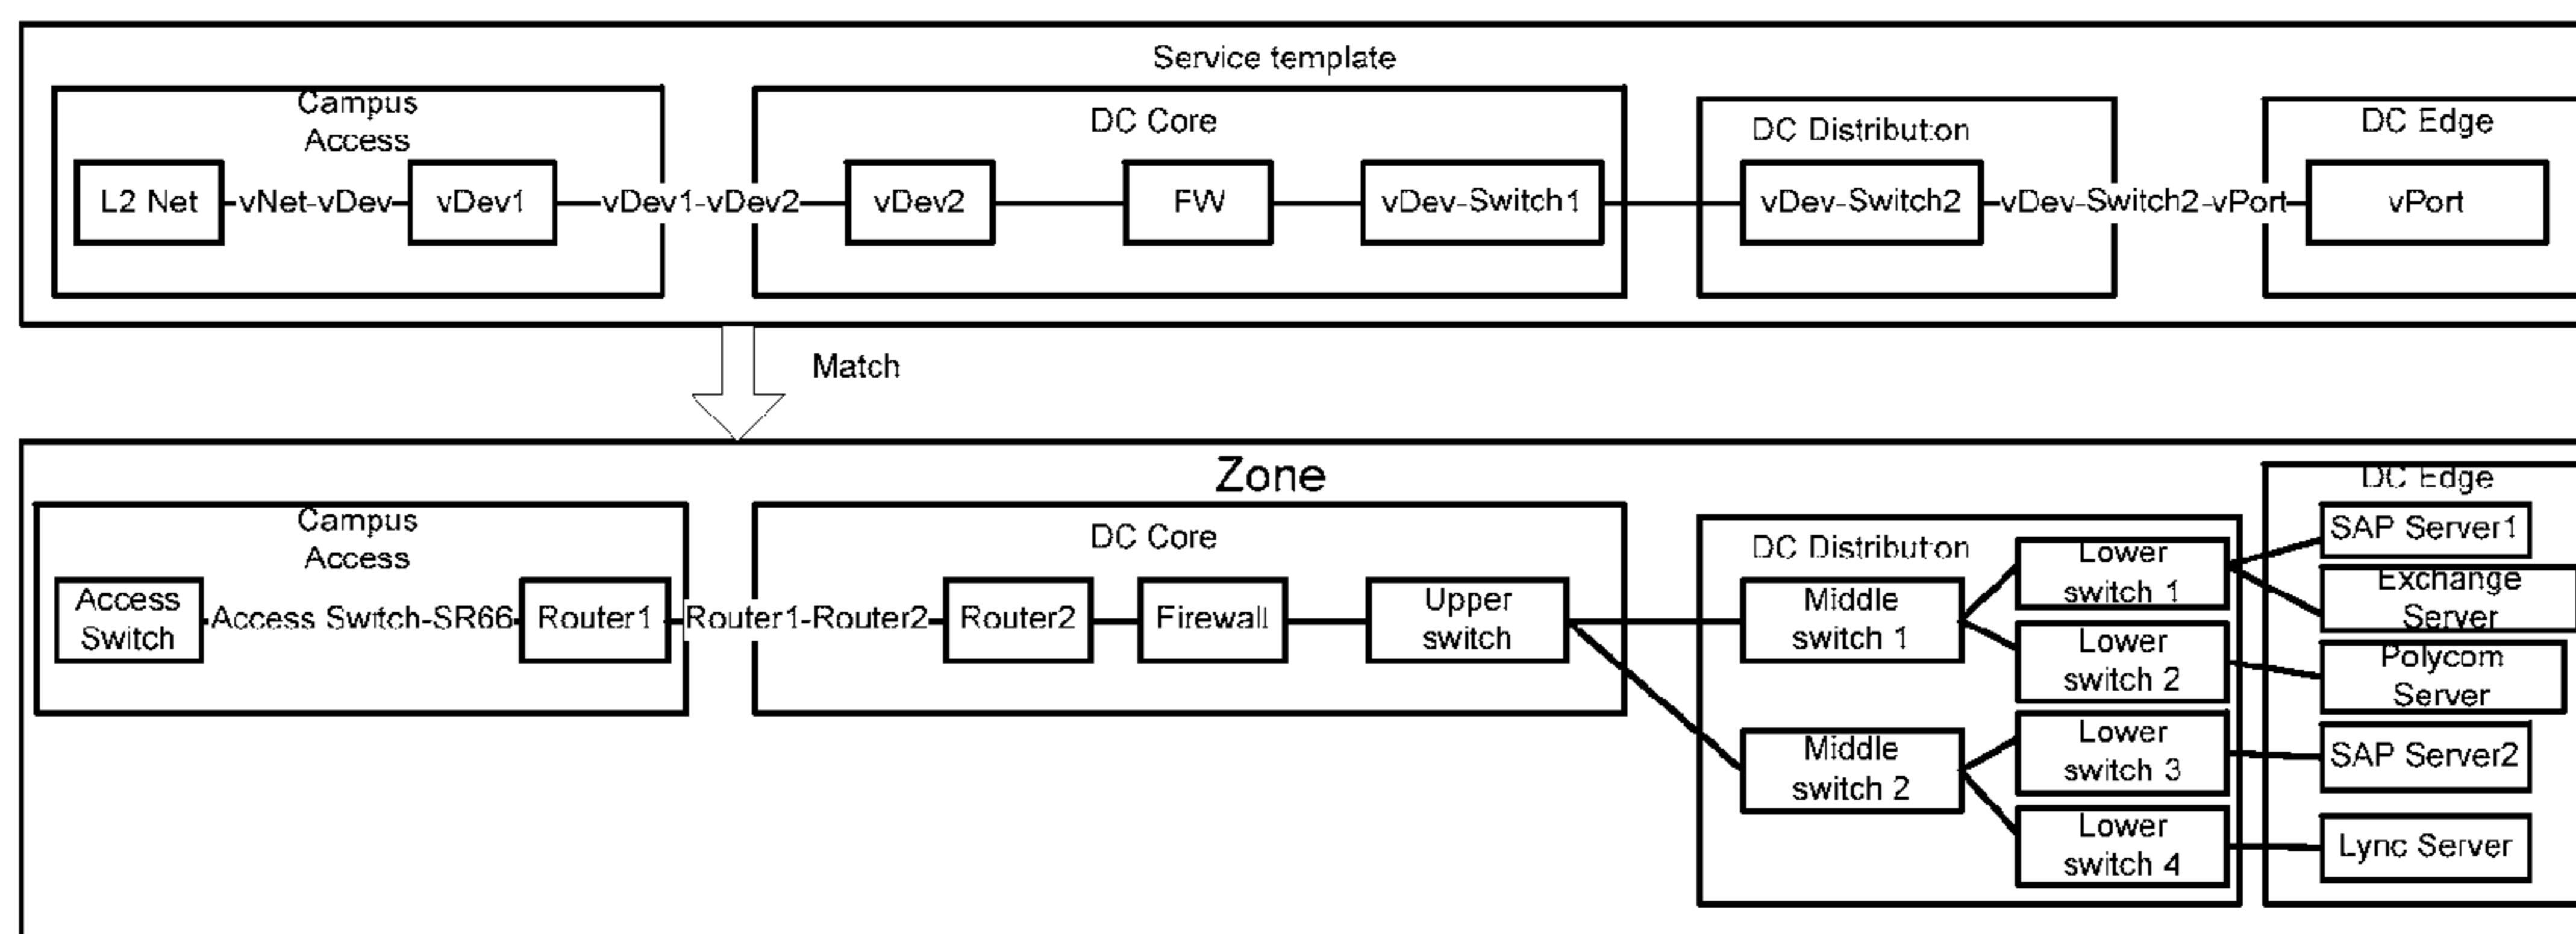 Service template
Campus
Access
DC Core
DC Distribution
DC Edge
L2 Net
vNet-vDev
vDev1
vDev1-vDev2
vDev2
FW
vDev-Switch1
vDev-Switch2
vDev-Switch2-vPort
vPort
Match
Zone
Campus
Access
DC Core
DC Distribution
DC Edge
Access
Switch
Access Switch-SR66
Router1
Router1-Router2
Router2
Firewall
Upper
switch
Middle
switch 1
Middle
switch 2
Lower
switch 1
Lower
switch 2
Lower
switch 3
Lower
switch 4
SAP Server1
Exchange
Server
Polycom
Server
SAP Server2
Lync Server